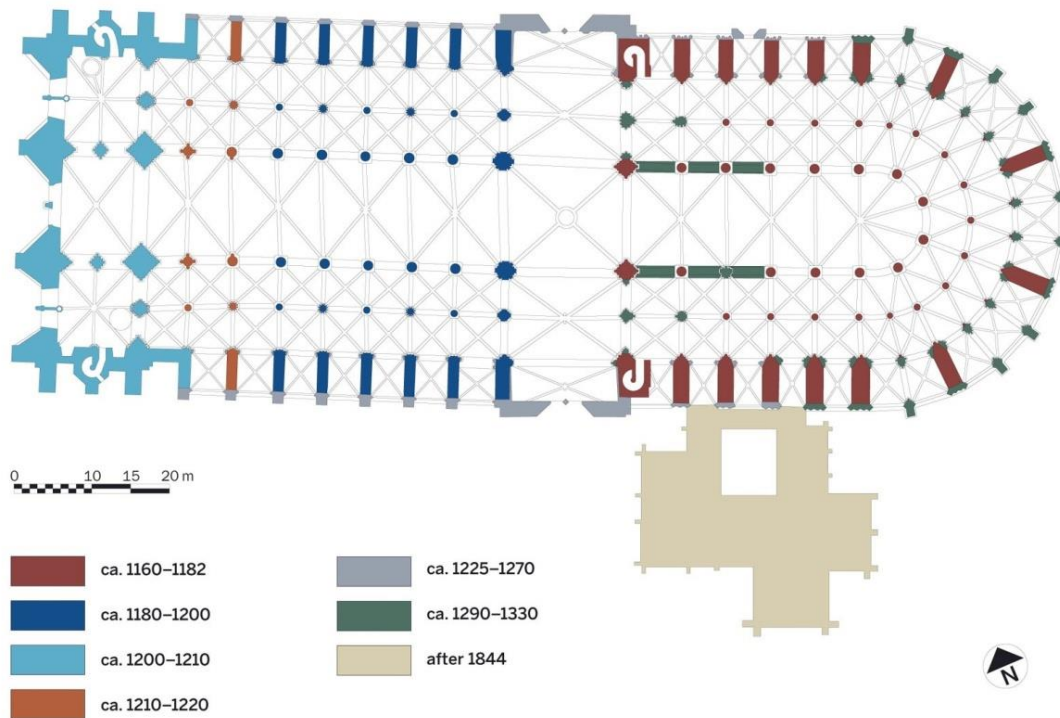 0 10 15 20 m
ca. 1160–1182
ca. 1180–1200
ca. 1200–1210
ca. 1210–1220
ca. 1225–1270
ca. 1290–1330
after 1844
N